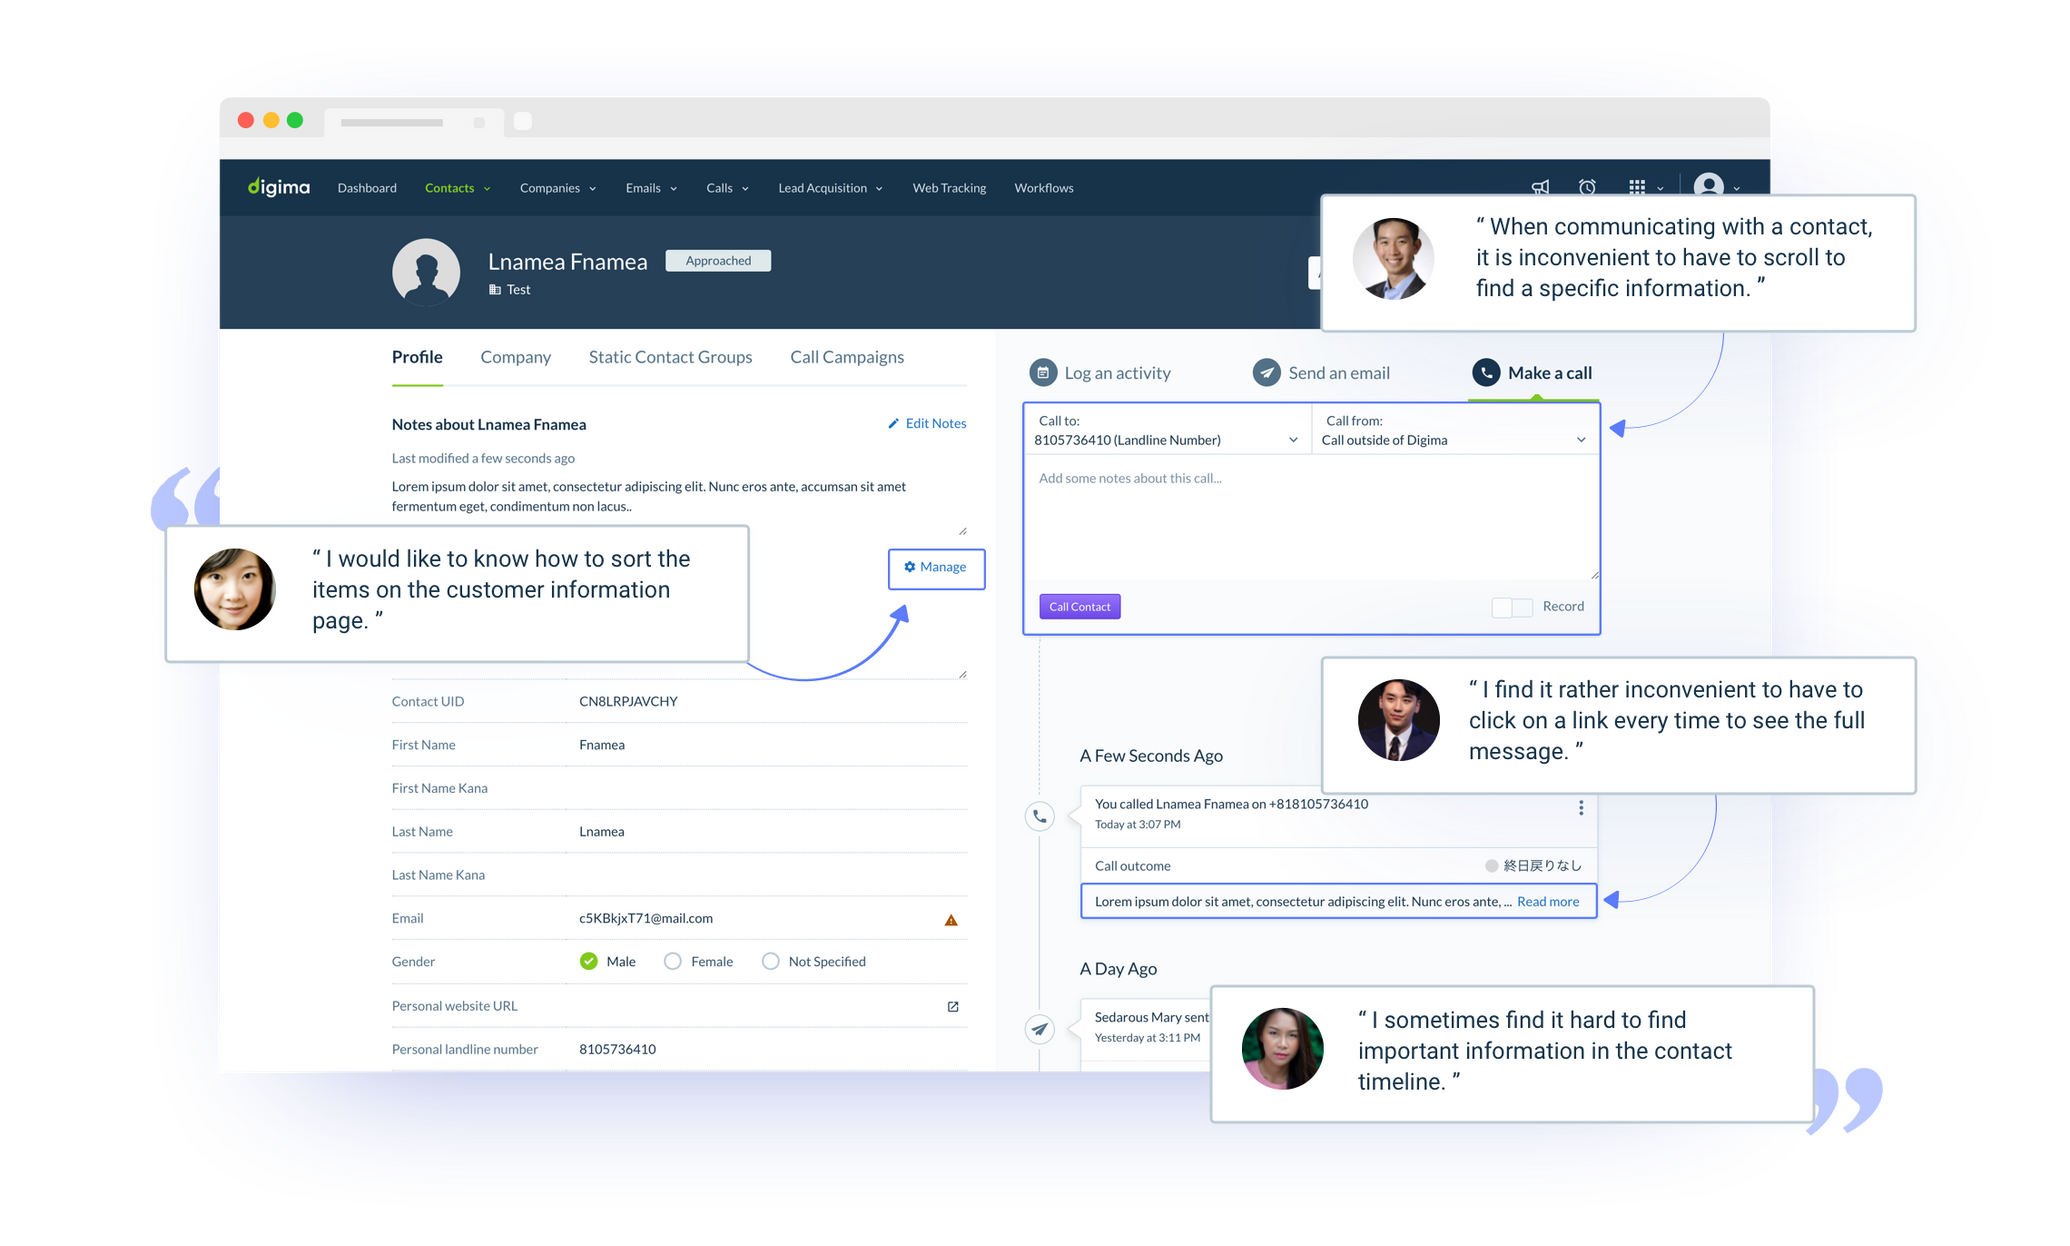 digima Dashboard Contacts Companies Emails Calls Lead Acquisition Web Tracking Workflows
Lnamea Fnamea Approached
Test
“ When communicating with a contact,
it is inconvenient to have to scroll to
find a specific information. ”
Profile Company Static Contact Groups Call Campaigns
Notes about Lnamea Fnamea Edit Notes
Last modified a few seconds ago
Lorem ipsum dolor sit amet, consectetur adipiscing elit. Nunc eros ante, accumsan sit amet
fermentum eget, condimentum non lacus..
“ I would like to know how to sort the
items on the customer information
page. ”
Manage
Contact UID CN8LRPJAVCHY
First Name Fnamea
First Name Kana
Last Name Lnamea
Last Name Kana
Email c5KBkjxT71@mail.com
Gender Male Female Not Specified
Personal website URL
Personal landline number 8105736410
Log an activity Send an email Make a call
Call to: Call from:
8105736410 (Landline Number) Call outside of Digima
Add some notes about this call...
Call Contact Record
“ I find it rather inconvenient to have to
click on a link every time to see the full
message. ”
A Few Seconds Ago
You called Lnamea Fnamea on +818105736410
Today at 3:07 PM
Call outcome 終日戻りなし
Lorem ipsum dolor sit amet, consectetur adipiscing elit. Nunc eros ante, ... Read more
A Day Ago
Sedarous Mary sent
Yesterday at 3:11 PM
“ I sometimes find it hard to find
important information in the contact
timeline. ”